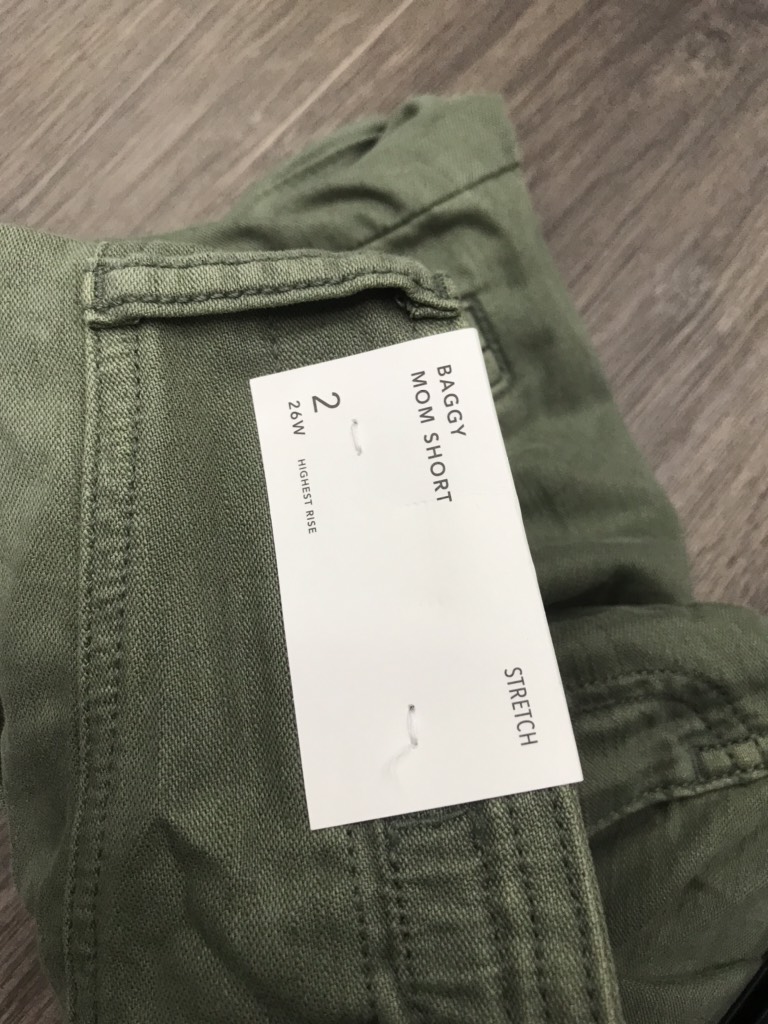 BAGGY
MOM SHORT
STRETCH
2
26W HIGHEST RISE